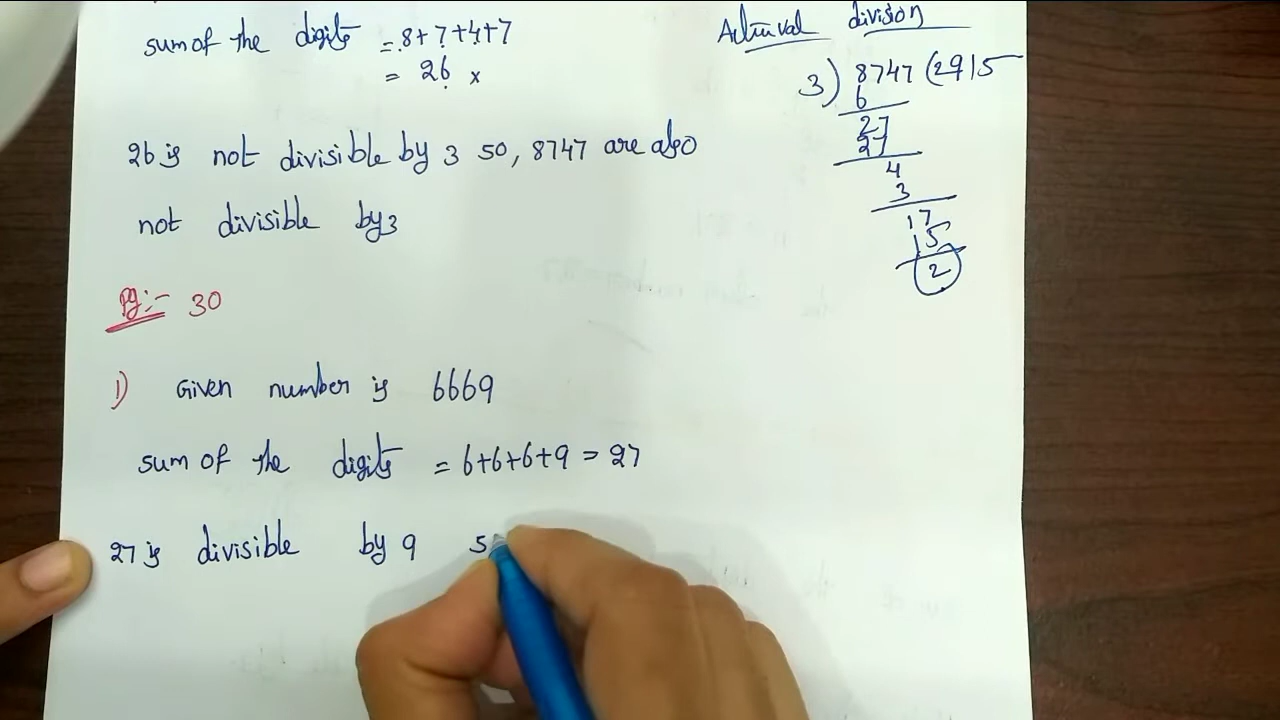 sum of the digits = 8+7+4+7
= 26 x
26 is not divisible by 3 so, 8747 are also
not divisible by 3
Pg:- 30
1) Given number is 6669
sum of the digits = 6+6+6+9 = 27
27 is divisible by 9 s
Actuval division
3) 8747 (2915
6
27
27
4
3
17
15
2